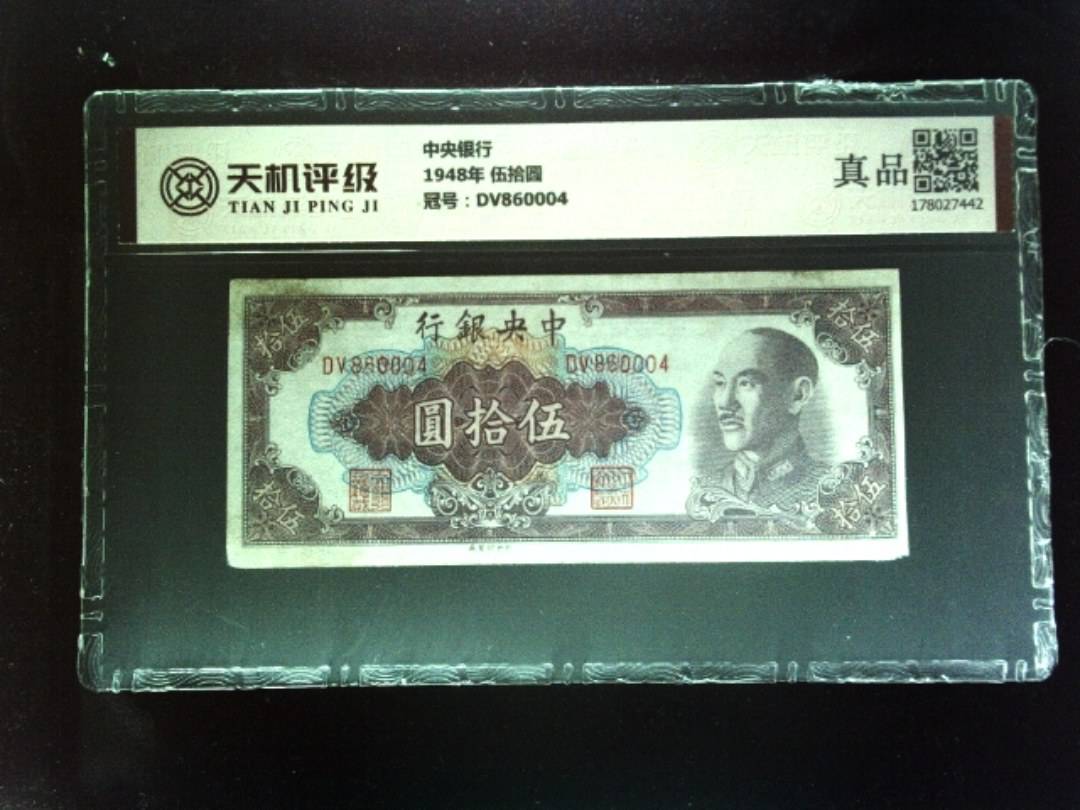 天机评级
TIAN JI PING JI
中央银行
1948年 伍拾圆
冠号：DV860004
真品
178027442
行銀央中
DV860004 DV860004
圓拾伍
拾伍
拾伍
拾伍
拾伍